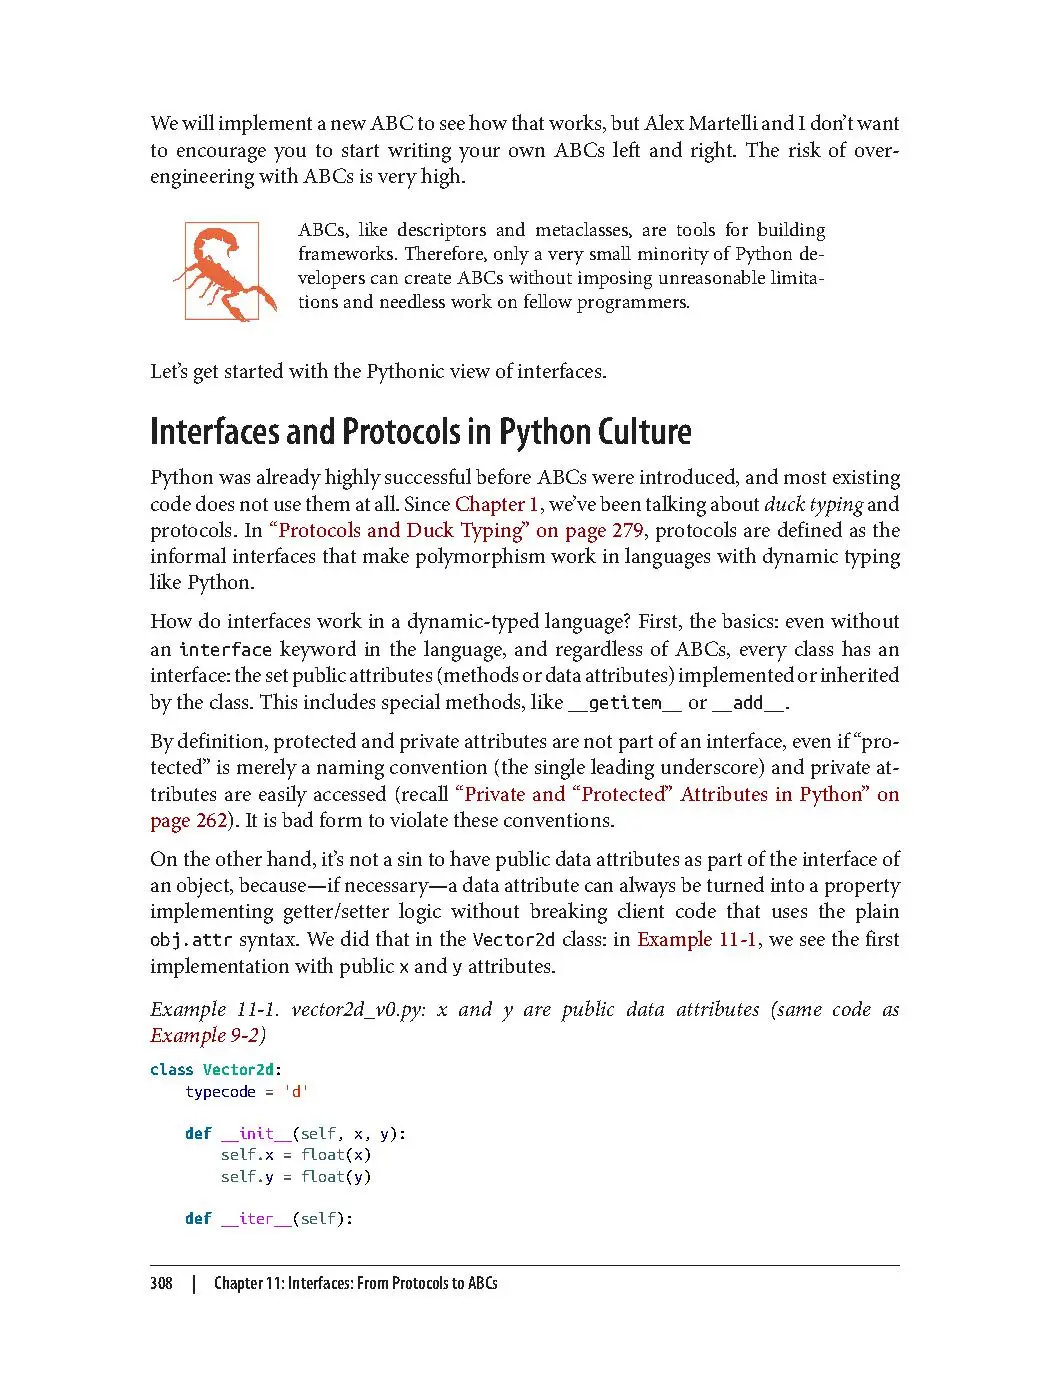 We will implement a new ABC to see how that works, but Alex Martelli and I don’t want
to encourage you to start writing your own ABCs left and right. The risk of over-
engineering with ABCs is very high.
ABCs, like descriptors and metaclasses, are tools for building
frameworks. Therefore, only a very small minority of Python de-
velopers can create ABCs without imposing unreasonable limita-
tions and needless work on fellow programmers.
Let’s get started with the Pythonic view of interfaces.
Interfaces and Protocols in Python Culture
Python was already highly successful before ABCs were introduced, and most existing
code does not use them at all. Since Chapter 1, we’ve been talking about duck typing and
protocols. In “Protocols and Duck Typing” on page 279, protocols are defined as the
informal interfaces that make polymorphism work in languages with dynamic typing
like Python.
How do interfaces work in a dynamic-typed language? First, the basics: even without
an interface keyword in the language, and regardless of ABCs, every class has an
interface: the set public attributes (methods or data attributes) implemented or inherited
by the class. This includes special methods, like __getitem__ or __add__.
By definition, protected and private attributes are not part of an interface, even if “pro-
tected” is merely a naming convention (the single leading underscore) and private at-
tributes are easily accessed (recall “Private and “Protected” Attributes in Python” on
page 262). It is bad form to violate these conventions.
On the other hand, it’s not a sin to have public data attributes as part of the interface of
an object, because—if necessary—a data attribute can always be turned into a property
implementing getter/setter logic without breaking client code that uses the plain
obj.attr syntax. We did that in the Vector2d class: in Example 11-1, we see the first
implementation with public x and y attributes.
Example 11-1. vector2d_v0.py: x and y are public data attributes (same code as
Example 9-2)
class Vector2d:
    typecode = 'd'
    def __init__(self, x, y):
        self.x = float(x)
        self.y = float(y)
    def __iter__(self):
308 | Chapter 11: Interfaces: From Protocols to ABCs